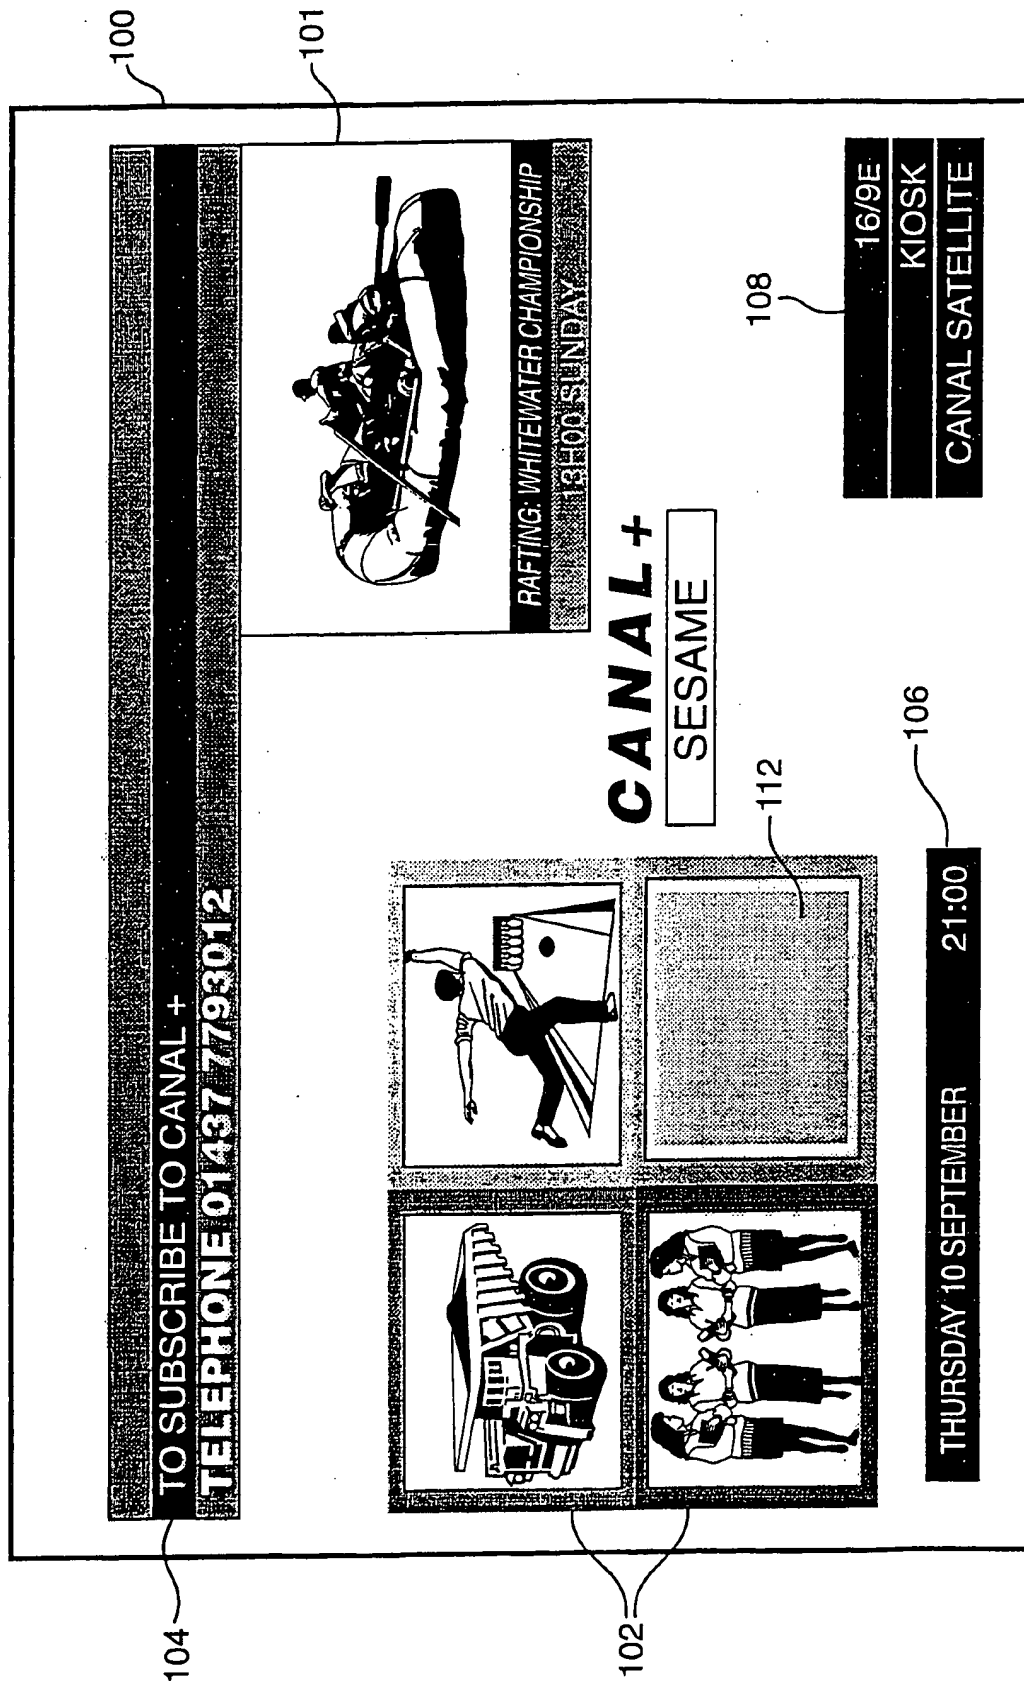 100
101
104
TO SUBSCRIBE TO CANAL +
TELEPHONE 01437 7793012
RAFTING: WHITEWATER CHAMPIONSHIP
13H00 SUNDAY
102
CANAL+
SESAME
112
108
16/9E
KIOSK
CANAL SATELLITE
THURSDAY 10 SEPTEMBER 21:00
106